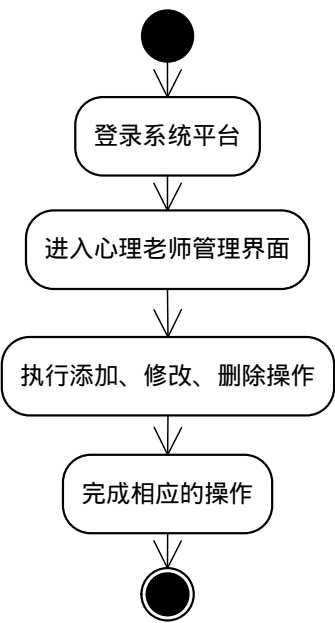 登录系统平台
进入心理老师管理界面
执行添加、修改、删除操作
完成相应的操作